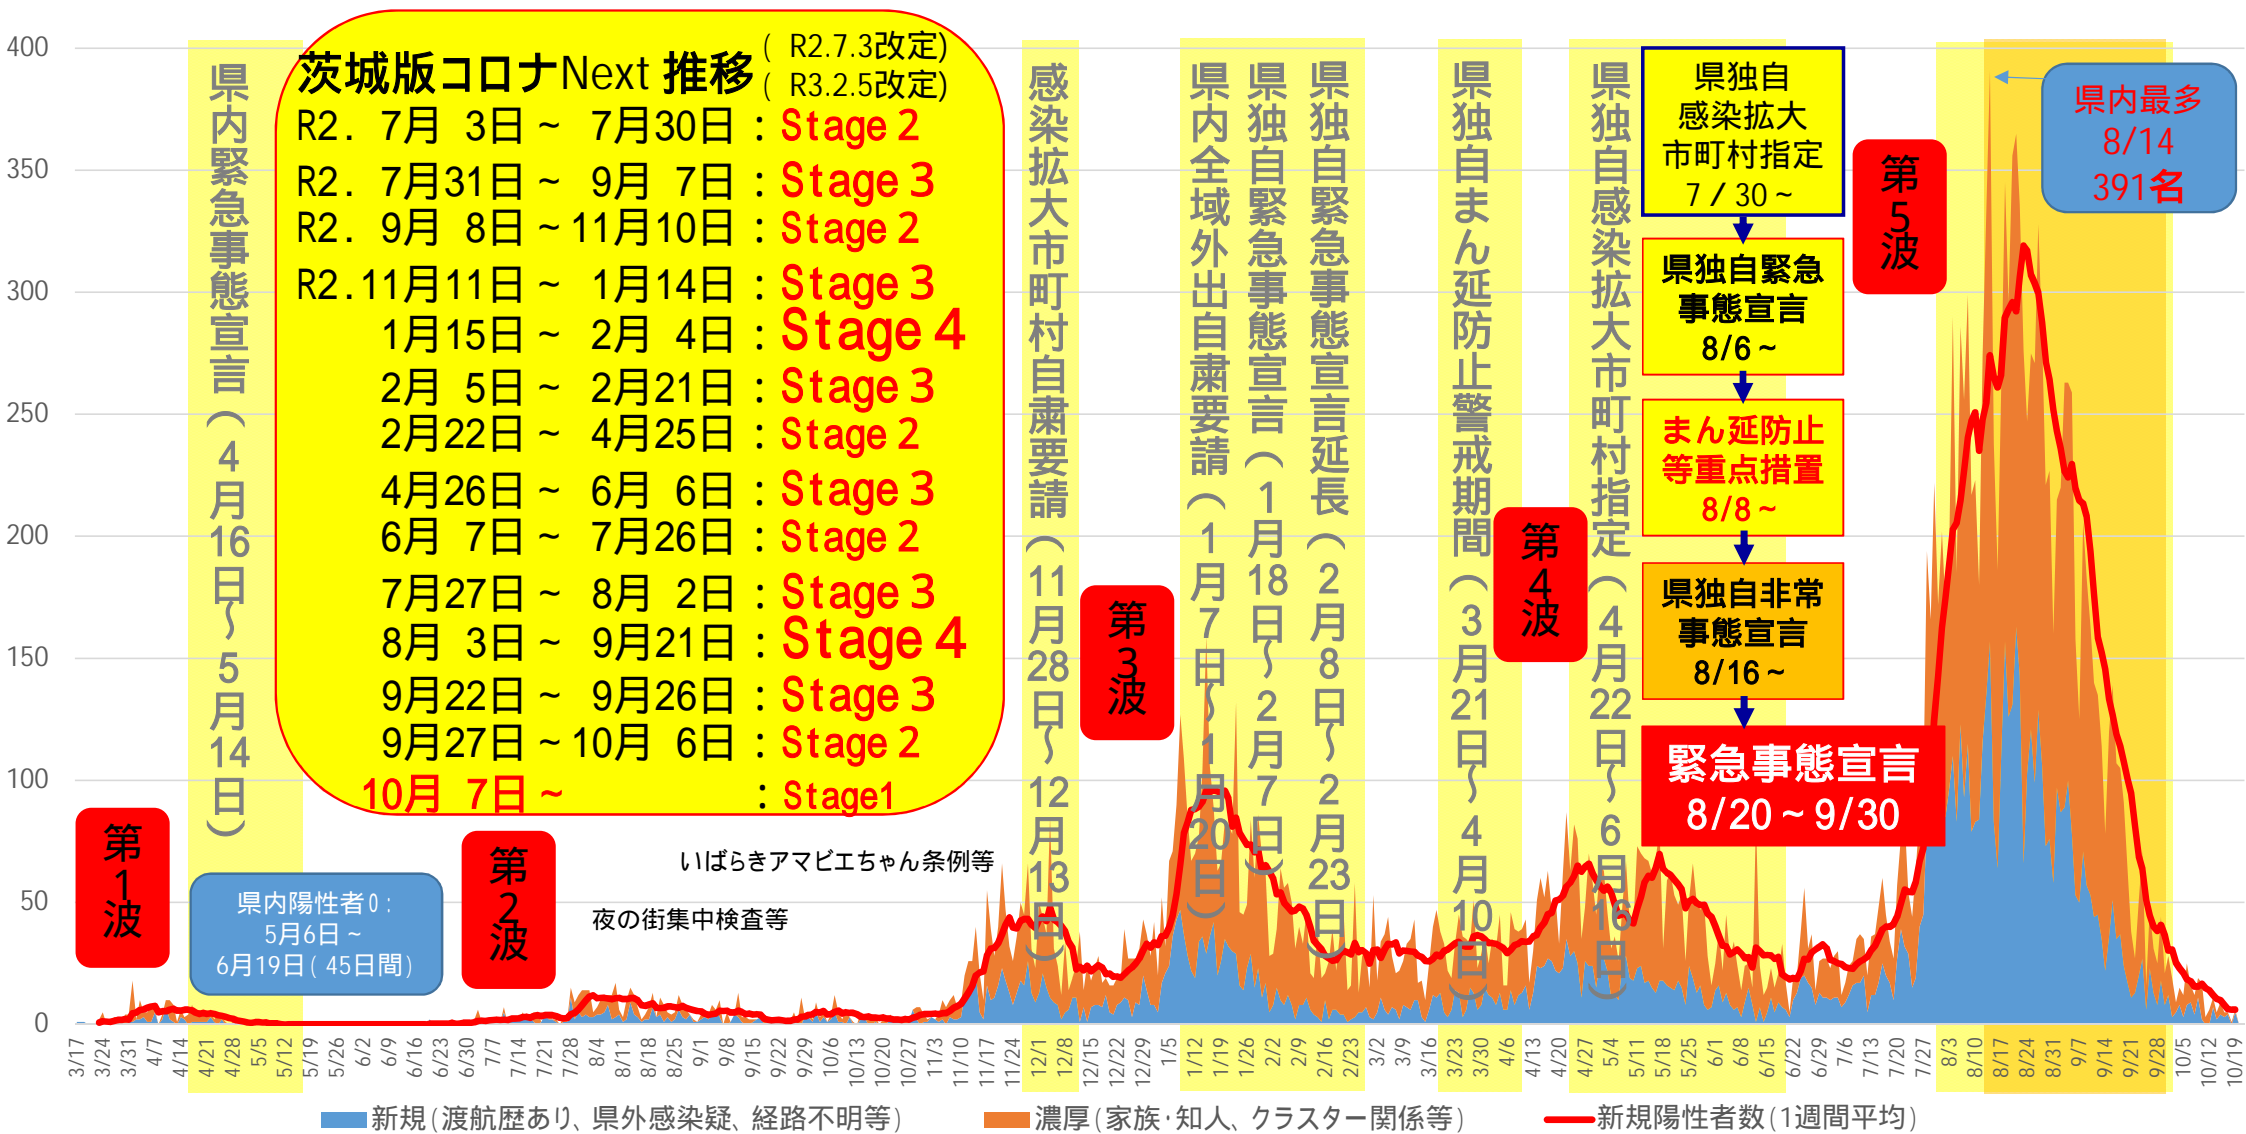 茨城版コロナNext 推移
( R2.7.3改定)
( R3.2.5改定)
R2. 7月 3日~ 7月30日:Stage 2
R2. 7月31日~ 9月 7日:Stage 3
R2. 9月 8日~11月10日:Stage 2
R2.11月11日~ 1月14日:Stage 3
1月15日~ 2月 4日:Stage 4
2月 5日~ 2月21日:Stage 3
2月22日~ 4月25日:Stage 2
4月26日~ 6月 6日:Stage 3
6月 7日~ 7月26日:Stage 2
7月27日~ 8月 2日:Stage 3
8月 3日~ 9月21日:Stage 4
9月22日~ 9月26日:Stage 3
9月27日~10月 6日:Stage 2
10月 7日~ :Stage1
400
350
300
250
200
150
100
50
0
県内緊急事態宣言(4月16日~5月14日)
感染拡大市町村自粛要請(11月28日~12月13日)
県内全域外出自粛要請(1月7日~1月20日)
県独自緊急事態宣言(1月18日~2月7日)
県独自緊急事態宣言延長(2月8日~2月23日)
県独自まん延防止警戒期間(3月21日~4月10日)
県独自感染拡大市町村指定(4月22日~6月16日)
県独自
感染拡大
市町村指定
7/30~
県独自緊急
事態宣言
8/6~
まん延防止
等重点措置
8/8~
県独自非常
事態宣言
8/16~
緊急事態宣言
8/20~9/30
県内最多
8/14
391名
第1波
第2波
第3波
第4波
第5波
県内陽性者0:
5月6日~
6月19日(45日間)
いばらきアマビエちゃん条例等
夜の街集中検査等
3/17 3/24 3/31 4/7 4/14 4/21 4/28 5/5 5/12 5/19 5/26 6/2 6/9 6/16 6/23 6/30 7/7 7/14 7/21 7/28 8/4 8/11 8/18 8/25 9/1 9/8 9/15 9/22 9/29 10/6 10/13 10/20 10/27 11/3 11/10 11/17 11/24 12/1 12/8 12/15 12/22 12/29 1/5 1/12 1/19 1/26 2/2 2/9 2/16 2/23 3/2 3/9 3/16 3/23 3/30 4/6 4/13 4/20 4/27 5/4 5/11 5/18 5/25 6/1 6/8 6/15 6/22 6/29 7/6 7/13 7/20 7/27 8/3 8/10 8/17 8/24 8/31 9/7 9/14 9/21 9/28 10/5 10/12 10/19
新規(渡航歴あり、県外感染疑、経路不明等)
濃厚(家族・知人、クラスター関係等)
新規陽性者数(1週間平均)